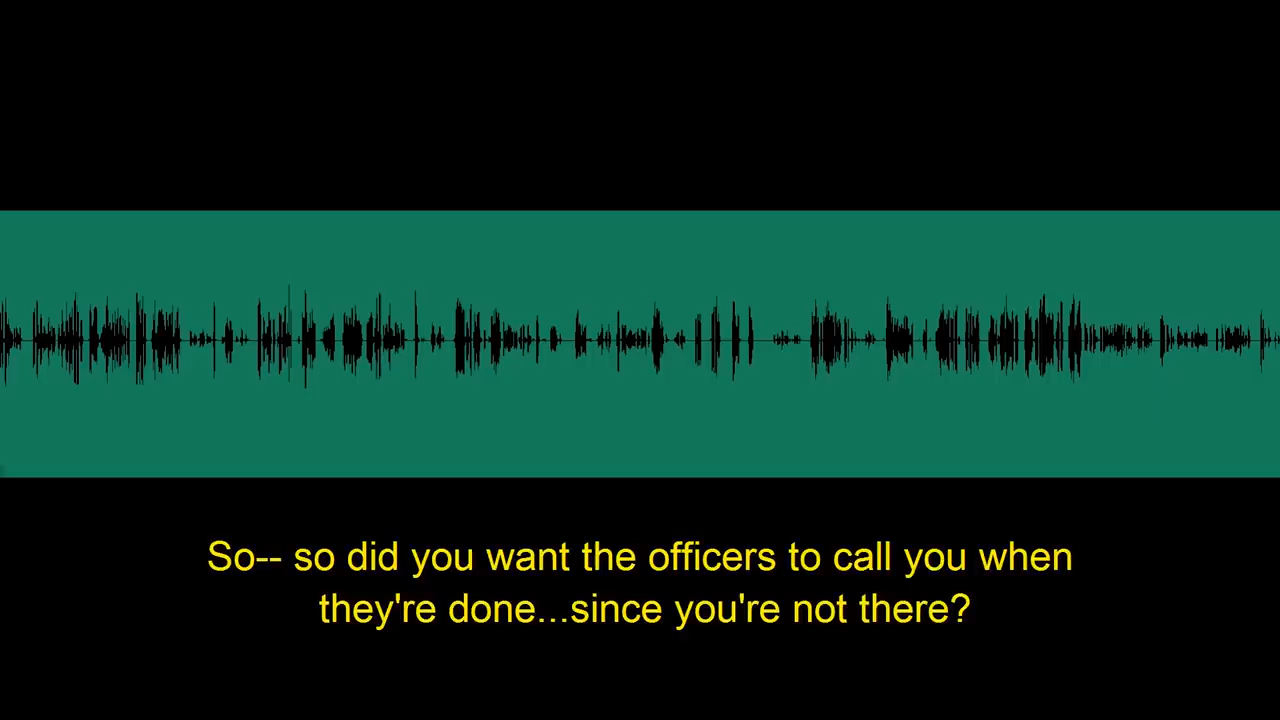 So-- so did you want the officers to call you when
they're done...since you're not there?